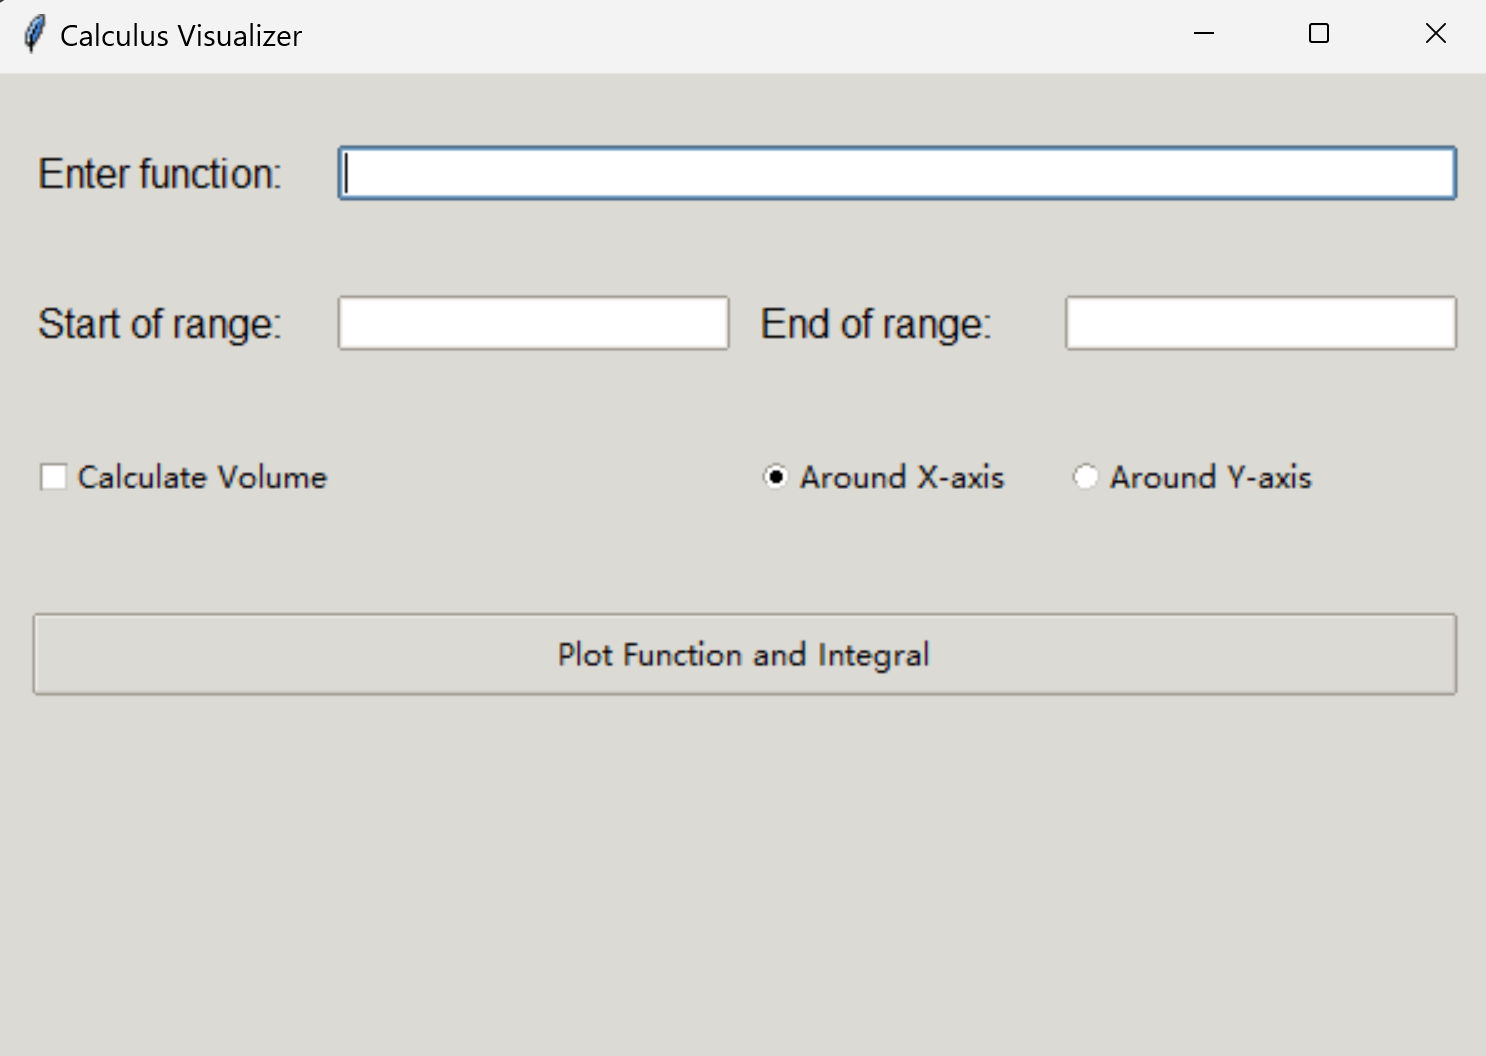 Calculus Visualizer
Enter function:
Start of range: End of range:
Calculate Volume Around X-axis Around Y-axis
Plot Function and Integral